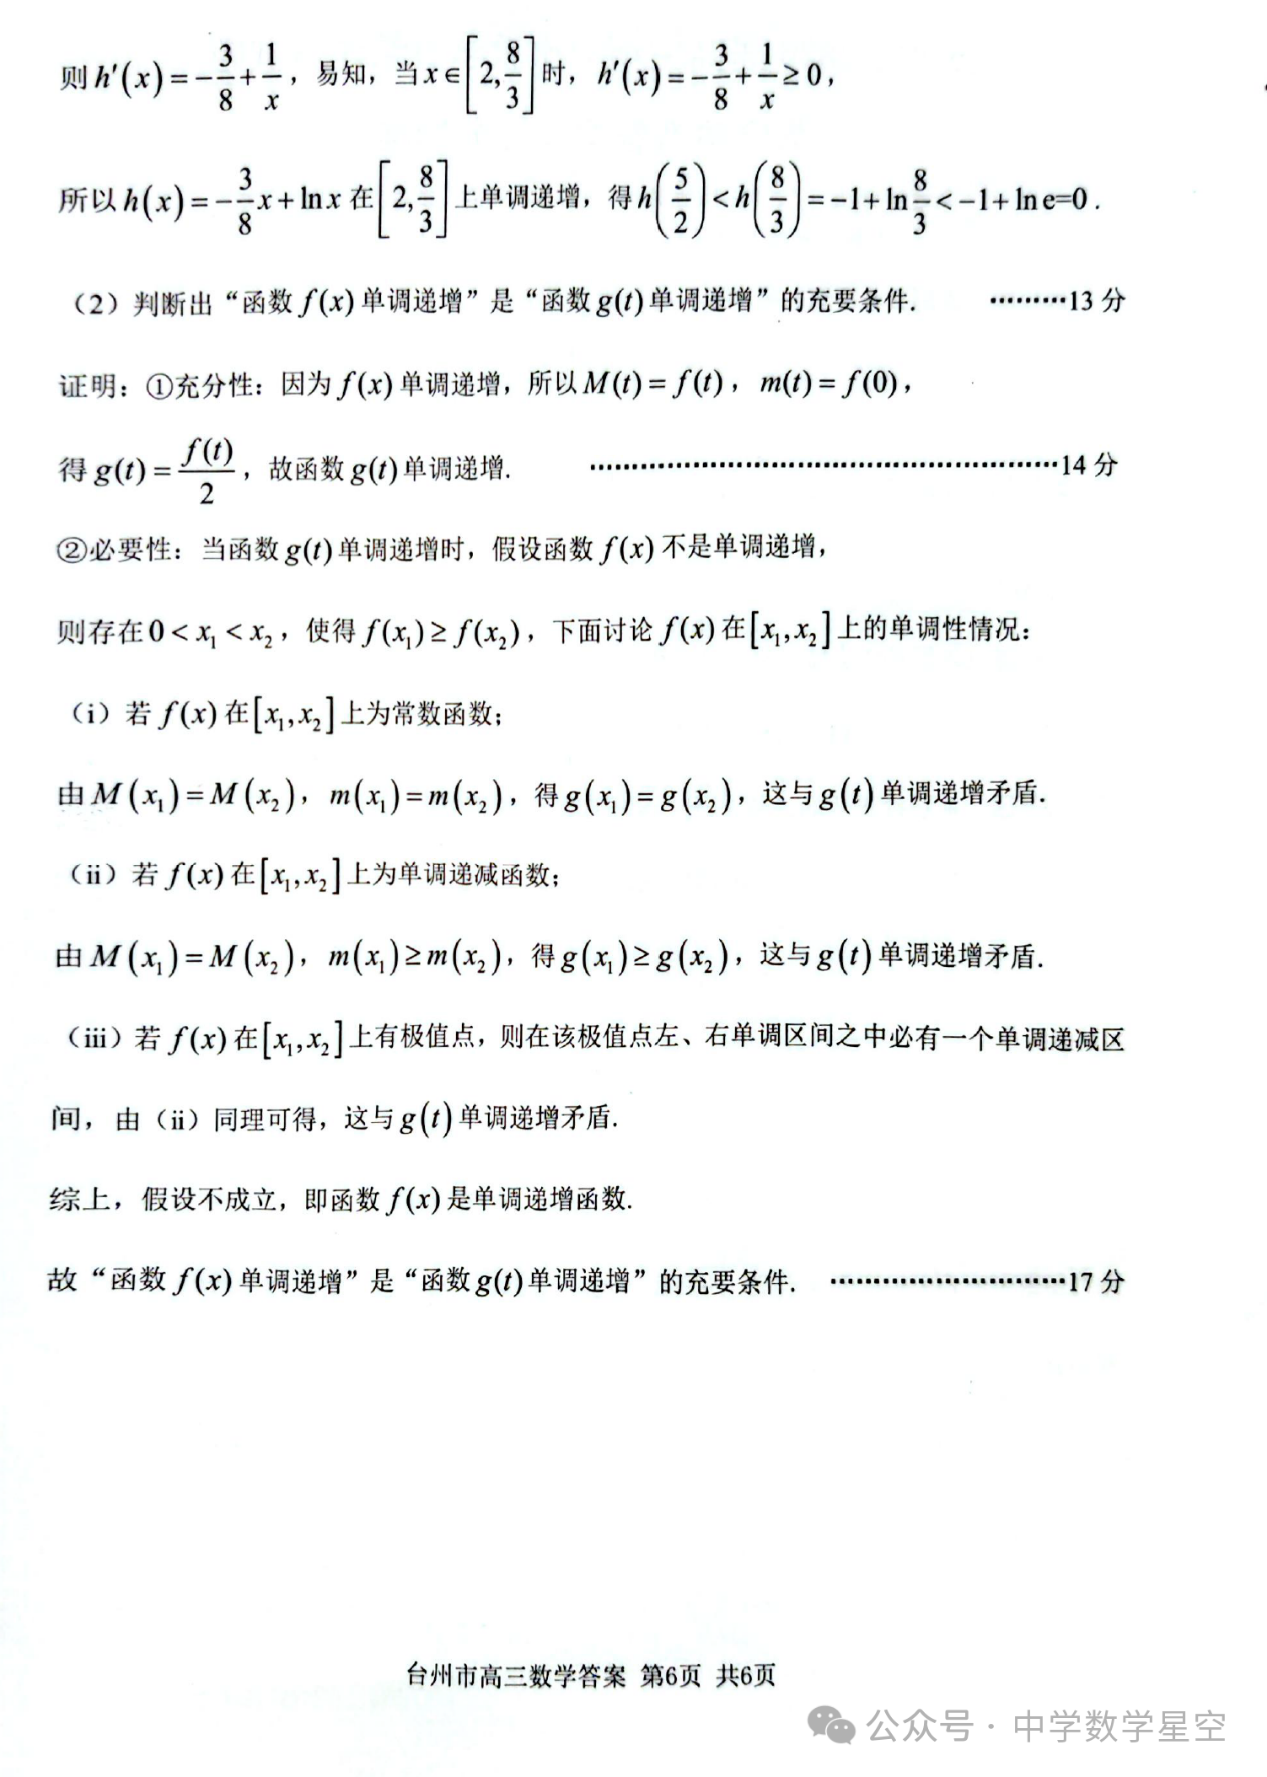 则 h′(x) = −3/8 + 1/x，易知，当 x∈[2, 8/3] 时，h′(x) = −3/8 + 1/x ≥ 0，
所以 h(x) = −3/8 x + ln x 在 [2, 8/3] 上单调递增，得 h(5/2) < h(8/3) = −1 + ln 8/3 < −1 + ln e=0 .
（2）判断出“函数 f(x) 单调递增”是“函数 g(t) 单调递增”的充要条件. ………13 分
证明：①充分性：因为 f(x) 单调递增，所以 M(t) = f(t)，m(t) = f(0)，
得 g(t) = f(t)/2，故函数 g(t) 单调递增. ………………………………………………14 分
②必要性：当函数 g(t) 单调递增时，假设函数 f(x) 不是单调递增，
则存在 0 < x₁ < x₂，使得 f(x₁) ≥ f(x₂)，下面讨论 f(x) 在 [x₁, x₂] 上的单调性情况：
（i）若 f(x) 在 [x₁, x₂] 上为常数函数；
由 M(x₁) = M(x₂)，m(x₁) = m(x₂)，得 g(x₁) = g(x₂)，这与 g(t) 单调递增矛盾.
（ii）若 f(x) 在 [x₁, x₂] 上为单调递减函数；
由 M(x₁) = M(x₂)，m(x₁) ≥ m(x₂)，得 g(x₁) ≥ g(x₂)，这与 g(t) 单调递增矛盾.
（iii）若 f(x) 在 [x₁, x₂] 上有极值点，则在该极值点左、右单调区间之中必有一个单调递减区
间，由（ii）同理可得，这与 g(t) 单调递增矛盾.
综上，假设不成立，即函数 f(x) 是单调递增函数.
故“函数 f(x) 单调递增”是“函数 g(t) 单调递增”的充要条件. ………………………17 分
台州市高三数学答案 第6页 共6页
公众号 · 中学数学星空